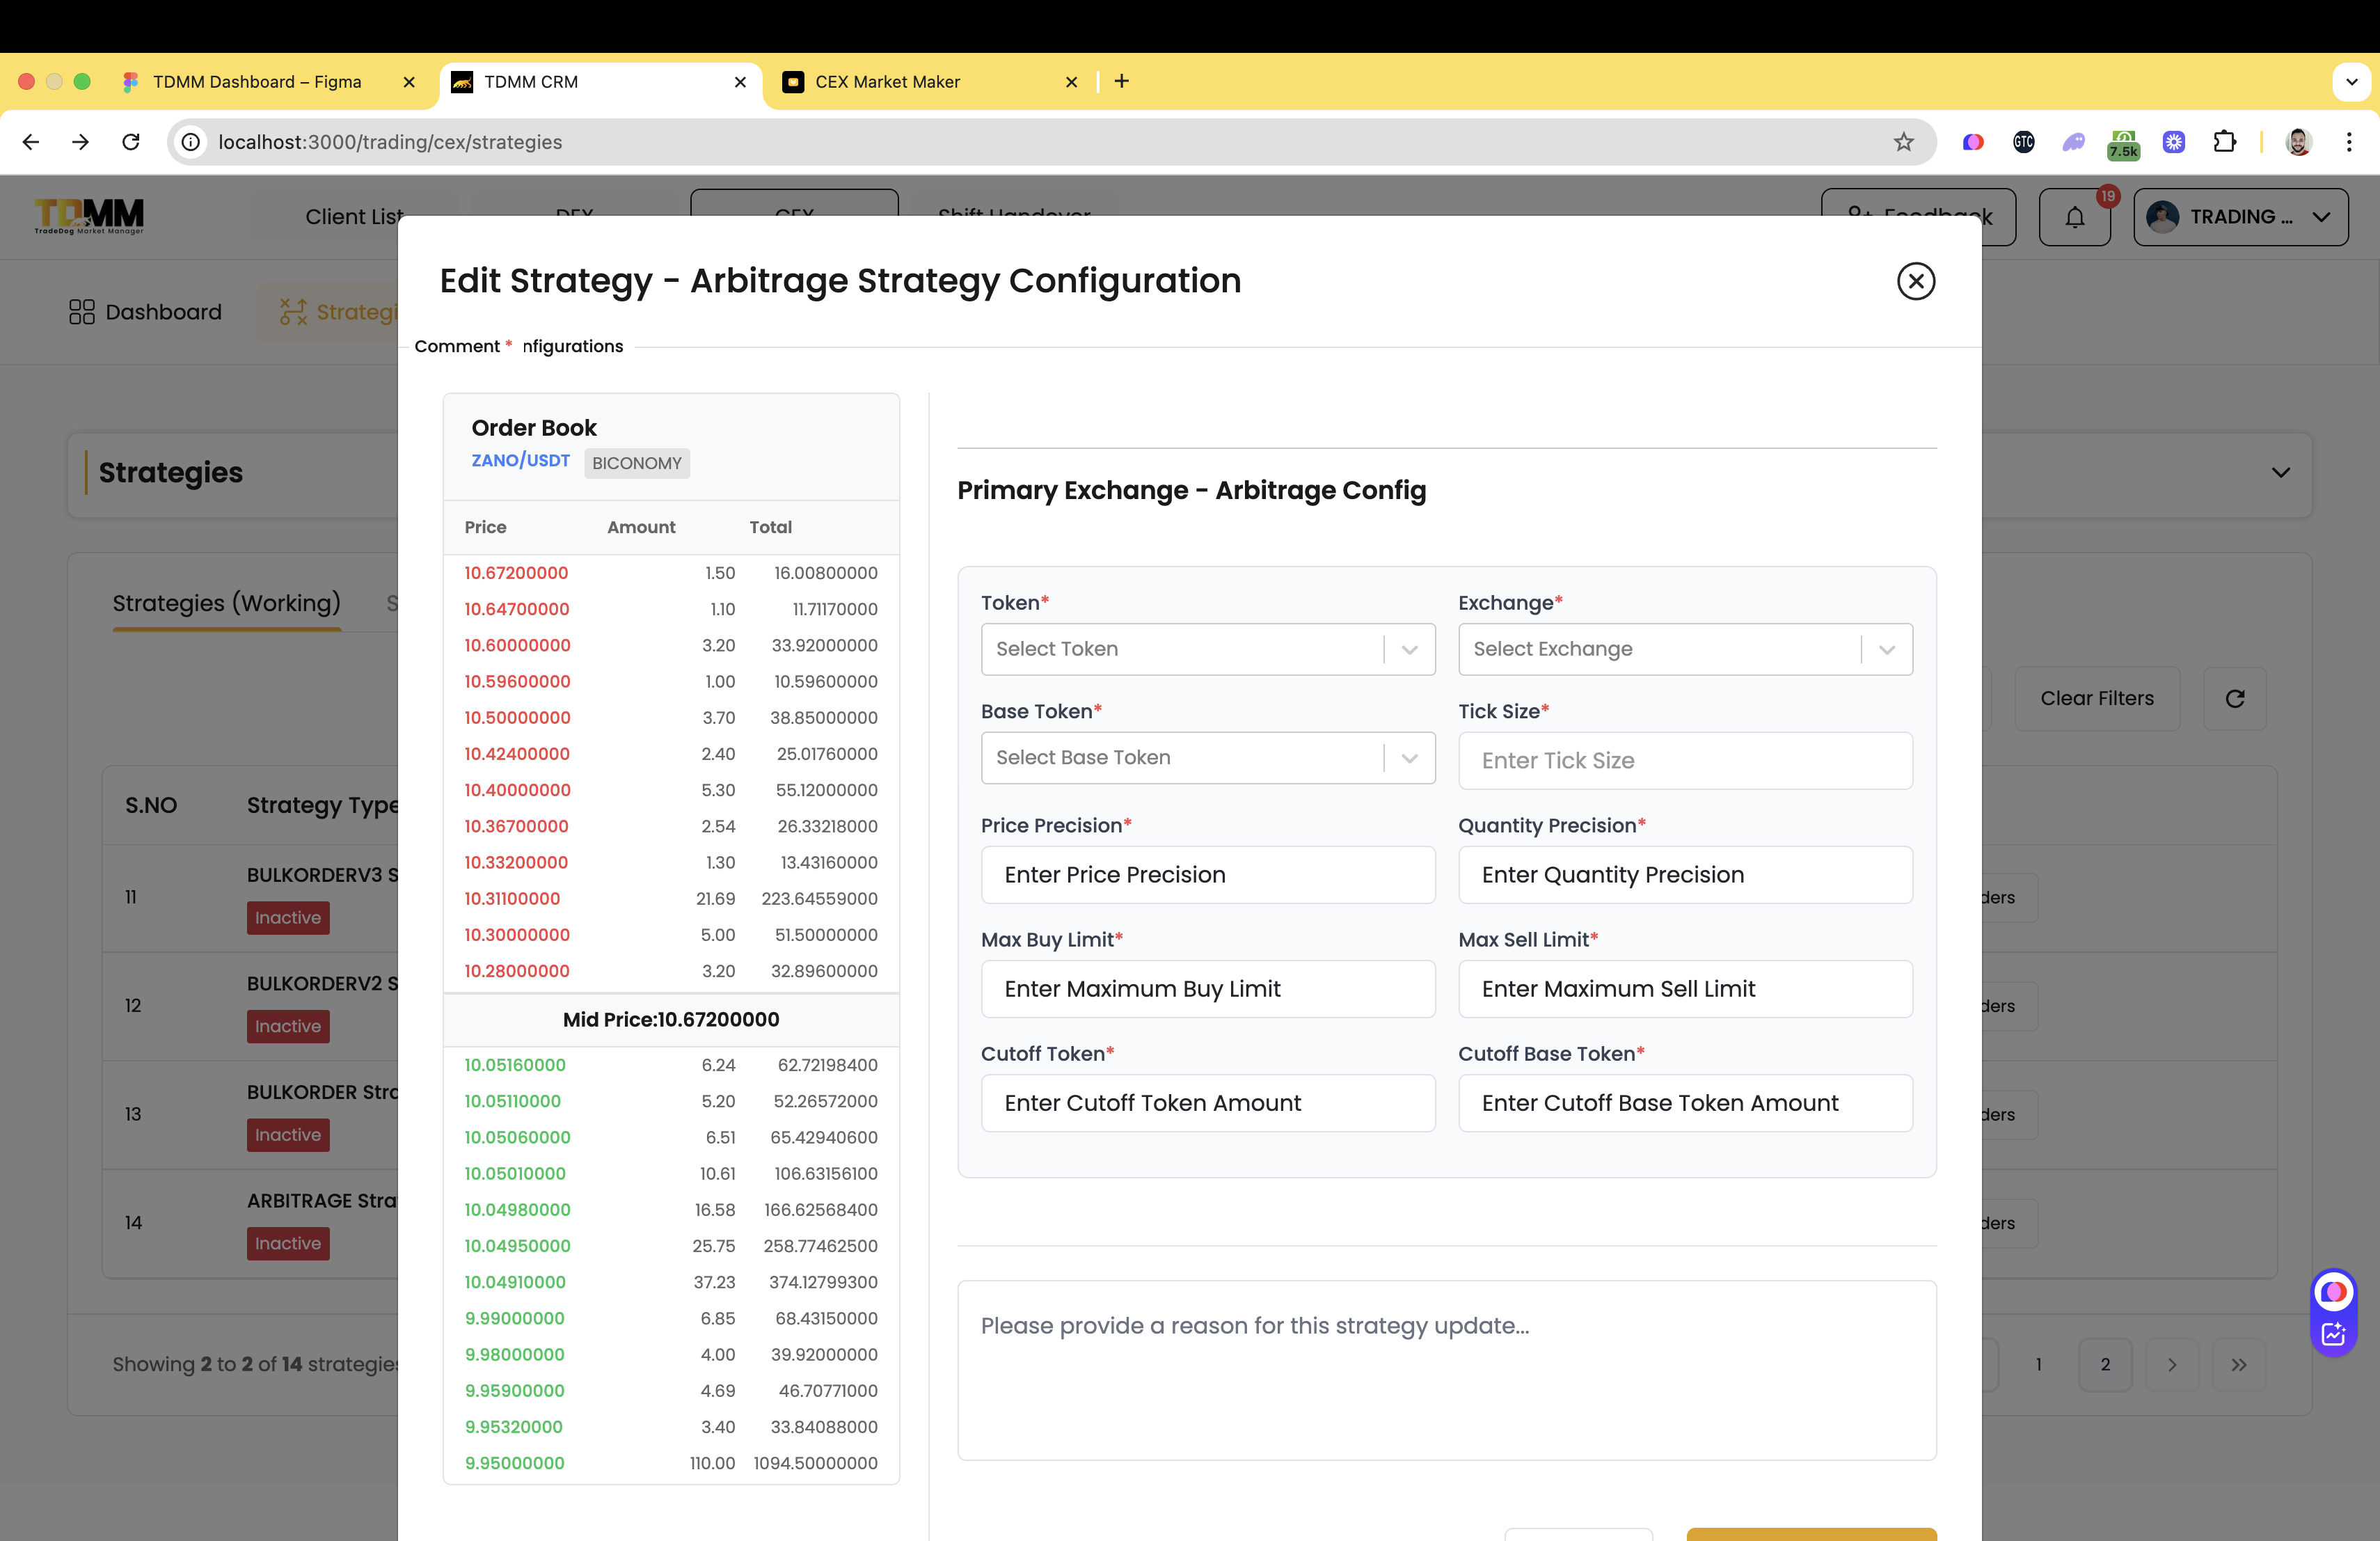 TDMM Dashboard – Figma
TDMM CRM
CEX Market Maker
localhost:3000/trading/cex/strategies
GTC
7.5k
TDMM
TradeDog Market Manager
Client List
DEX
CEX
Shift Handover
Feedback
19
TRADING ...
Dashboard
Strategi
Edit Strategy - Arbitrage Strategy Configuration
Comment * nfigurations
Strategies
Strategies (Working)
S
Clear Filters
S.NO Strategy Type
11 BULKORDERV3 S
Inactive
ders
12 BULKORDERV2 S
Inactive
ders
13 BULKORDER Stra
Inactive
ders
14 ARBITRAGE Stra
Inactive
ders
Showing 2 to 2 of 14 strategies
1 2
Order Book
ZANO/USDT BICONOMY
Price Amount Total
10.67200000 1.50 16.00800000
10.64700000 1.10 11.71170000
10.60000000 3.20 33.92000000
10.59600000 1.00 10.59600000
10.50000000 3.70 38.85000000
10.42400000 2.40 25.01760000
10.40000000 5.30 55.12000000
10.36700000 2.54 26.33218000
10.33200000 1.30 13.43160000
10.31100000 21.69 223.64559000
10.30000000 5.00 51.50000000
10.28000000 3.20 32.89600000
Mid Price:10.67200000
10.05160000 6.24 62.72198400
10.05110000 5.20 52.26572000
10.05060000 6.51 65.42940600
10.05010000 10.61 106.63156100
10.04980000 16.58 166.62568400
10.04950000 25.75 258.77462500
10.04910000 37.23 374.12799300
9.99000000 6.85 68.43150000
9.98000000 4.00 39.92000000
9.95900000 4.69 46.70771000
9.95320000 3.40 33.84088000
9.95000000 110.00 1094.50000000
Primary Exchange - Arbitrage Config
Token* Exchange*
Select Token Select Exchange
Base Token* Tick Size*
Select Base Token Enter Tick Size
Price Precision* Quantity Precision*
Enter Price Precision Enter Quantity Precision
Max Buy Limit* Max Sell Limit*
Enter Maximum Buy Limit Enter Maximum Sell Limit
Cutoff Token* Cutoff Base Token*
Enter Cutoff Token Amount Enter Cutoff Base Token Amount
Please provide a reason for this strategy update...